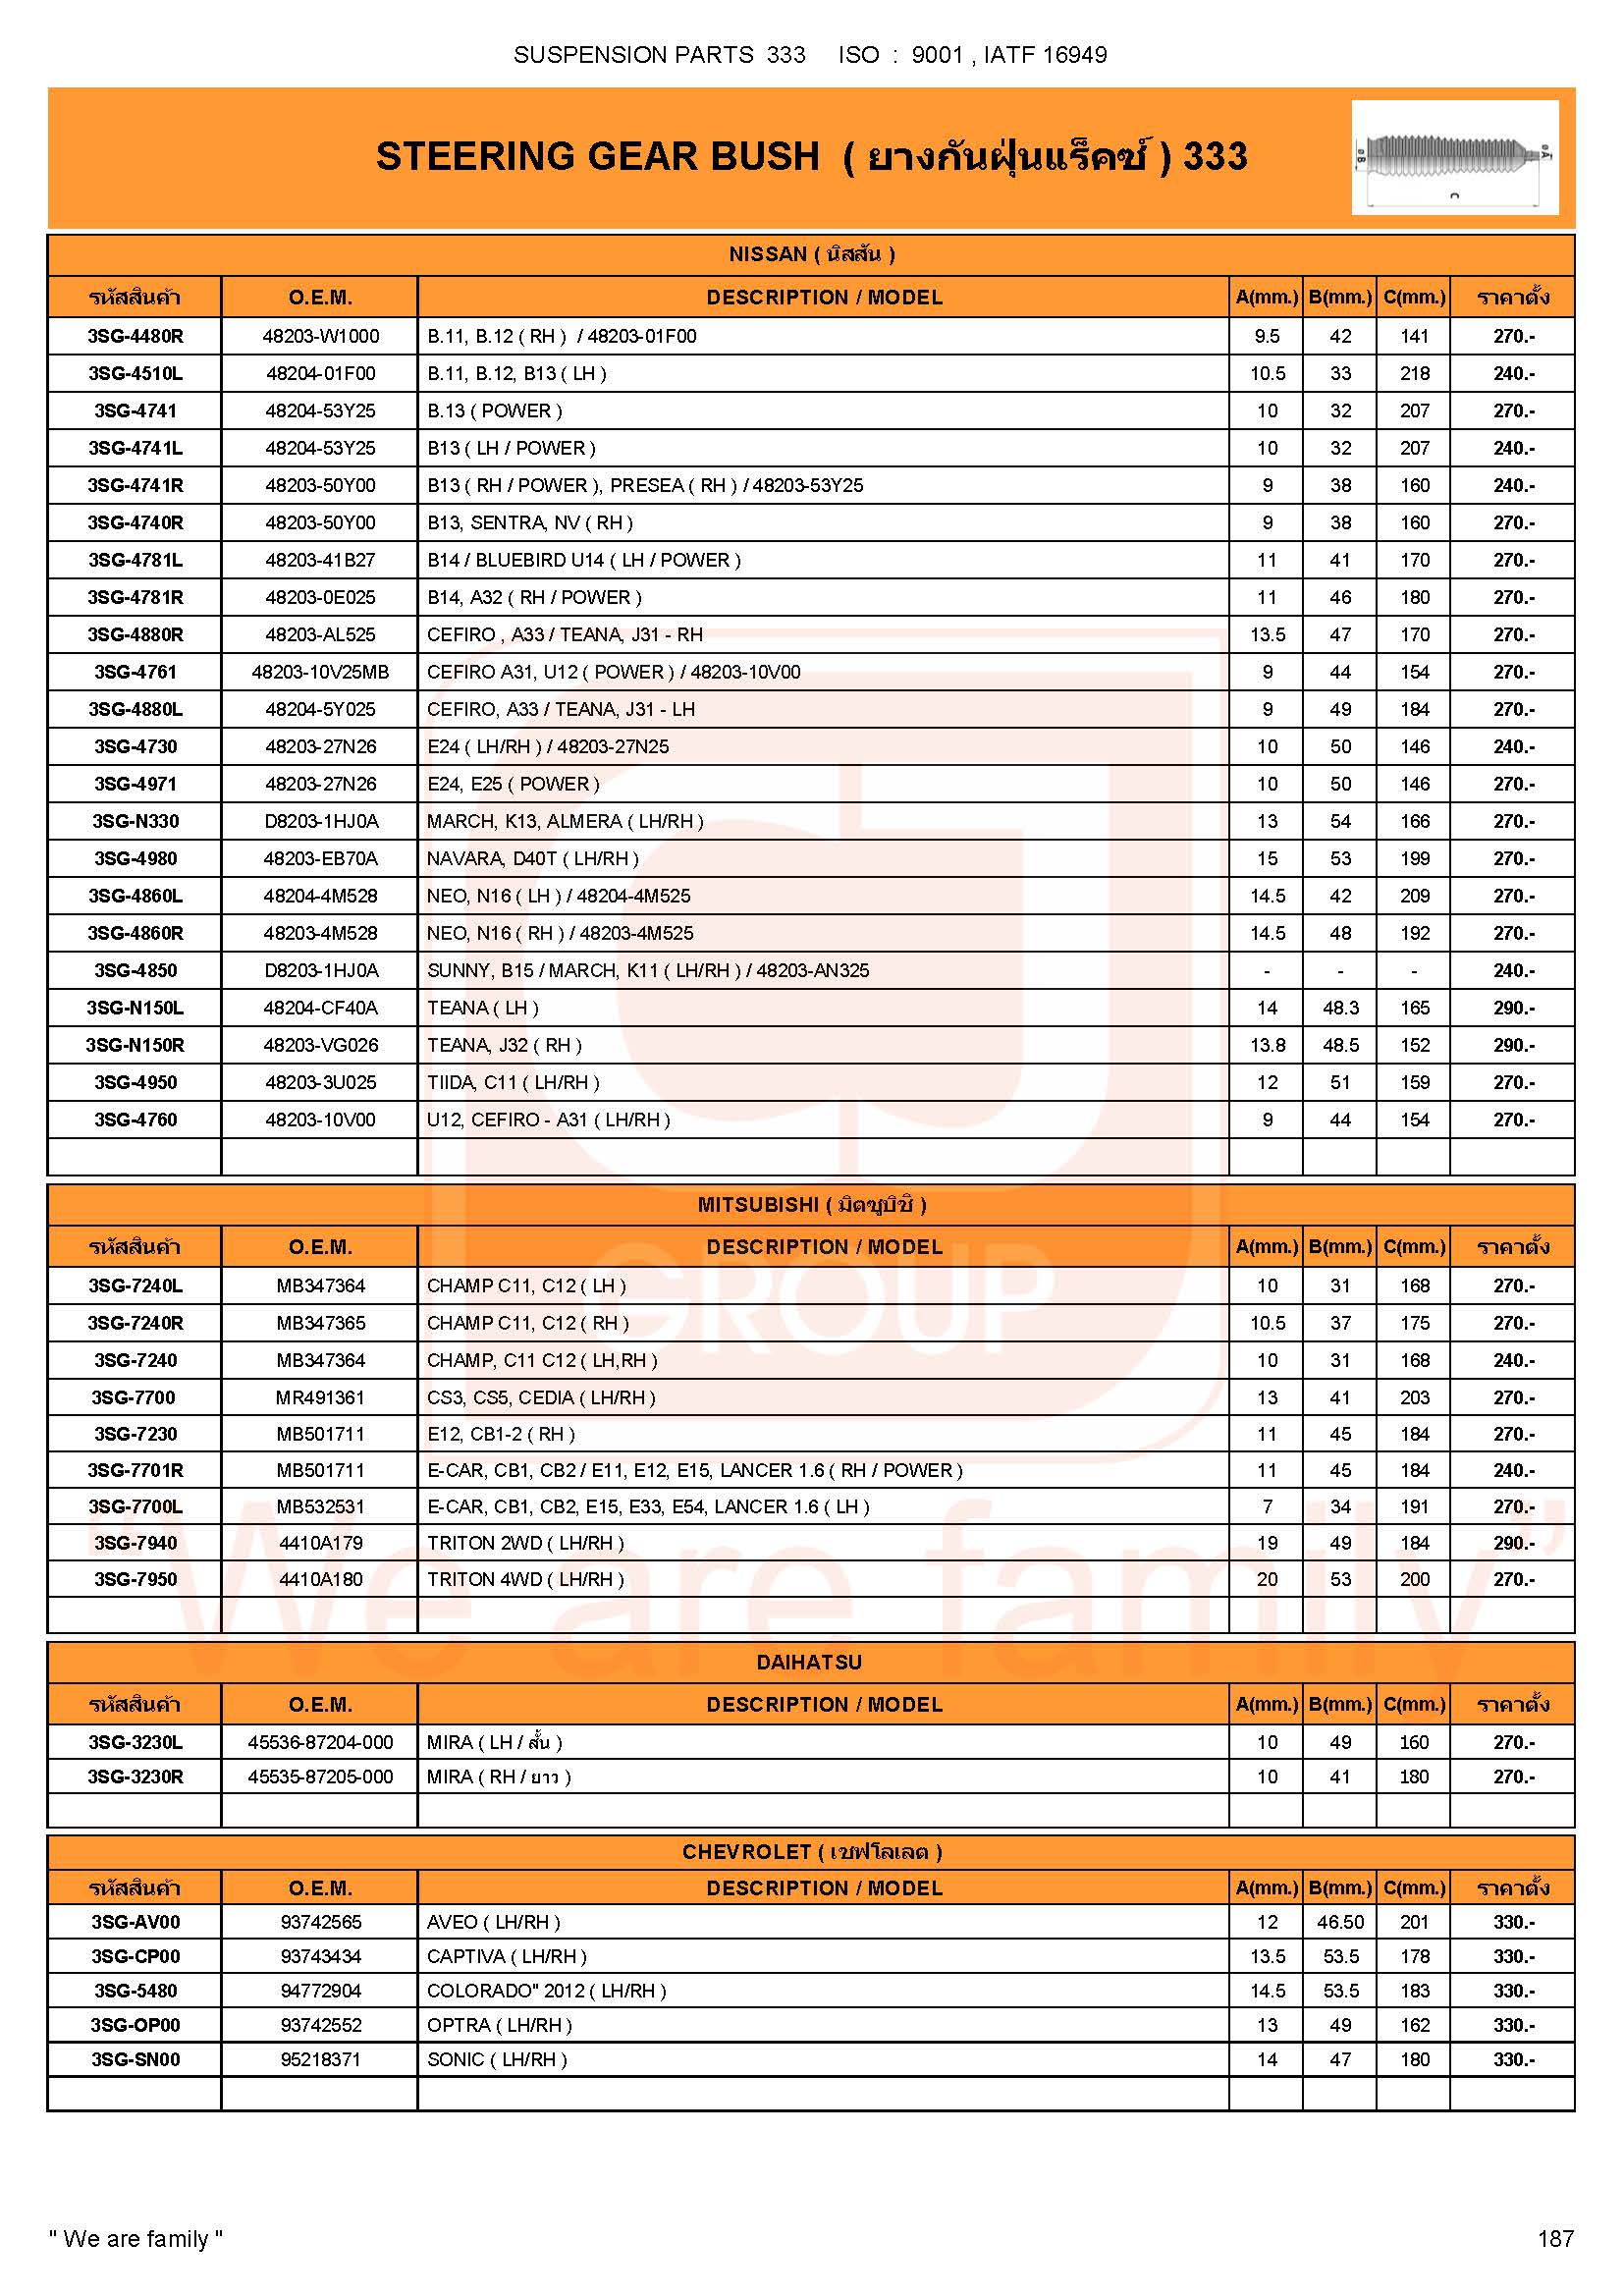 SUSPENSION PARTS 333 ISO : 9001 , IATF 16949
STEERING GEAR BUSH ( ยางกันฝุ่นแร็คซ์ ) 333
ø B
ø A
C
NISSAN ( นิสสัน )
รหัสสินค้า O.E.M. DESCRIPTION / MODEL A(mm.) B(mm.) C(mm.) ราคาตั้ง
3SG-4480R 48203-W1000 B.11, B.12 ( RH ) / 48203-01F00 9.5 42 141 270.-
3SG-4510L 48204-01F00 B.11, B.12, B13 ( LH ) 10.5 33 218 240.-
3SG-4741 48204-53Y25 B.13 ( POWER ) 10 32 207 270.-
3SG-4741L 48204-53Y25 B13 ( LH / POWER ) 10 32 207 240.-
3SG-4741R 48203-50Y00 B13 ( RH / POWER ), PRESEA ( RH ) / 48203-53Y25 9 38 160 240.-
3SG-4740R 48203-50Y00 B13, SENTRA, NV ( RH ) 9 38 160 270.-
3SG-4781L 48203-41B27 B14 / BLUEBIRD U14 ( LH / POWER ) 11 41 170 270.-
3SG-4781R 48203-0E025 B14, A32 ( RH / POWER ) 11 46 180 270.-
3SG-4880R 48203-AL525 CEFIRO , A33 / TEANA, J31 - RH 13.5 47 170 270.-
3SG-4761 48203-10V25MB CEFIRO A31, U12 ( POWER ) / 48203-10V00 9 44 154 270.-
3SG-4880L 48204-5Y025 CEFIRO, A33 / TEANA, J31 - LH 9 49 184 270.-
3SG-4730 48203-27N26 E24 ( LH/RH ) / 48203-27N25 10 50 146 240.-
3SG-4971 48203-27N26 E24, E25 ( POWER ) 10 50 146 270.-
3SG-N330 D8203-1HJ0A MARCH, K13, ALMERA ( LH/RH ) 13 54 166 270.-
3SG-4980 48203-EB70A NAVARA, D40T ( LH/RH ) 15 53 199 270.-
3SG-4860L 48204-4M528 NEO, N16 ( LH ) / 48204-4M525 14.5 42 209 270.-
3SG-4860R 48203-4M528 NEO, N16 ( RH ) / 48203-4M525 14.5 48 192 270.-
3SG-4850 D8203-1HJ0A SUNNY, B15 / MARCH, K11 ( LH/RH ) / 48203-AN325 - - - 240.-
3SG-N150L 48204-CF40A TEANA ( LH ) 14 48.3 165 290.-
3SG-N150R 48203-VG026 TEANA, J32 ( RH ) 13.8 48.5 152 290.-
3SG-4950 48203-3U025 TIIDA, C11 ( LH/RH ) 12 51 159 270.-
3SG-4760 48203-10V00 U12, CEFIRO - A31 ( LH/RH ) 9 44 154 270.-
MITSUBISHI ( มิตซูบิชิ )
รหัสสินค้า O.E.M. DESCRIPTION / MODEL A(mm.) B(mm.) C(mm.) ราคาตั้ง
3SG-7240L MB347364 CHAMP C11, C12 ( LH ) 10 31 168 270.-
3SG-7240R MB347365 CHAMP C11, C12 ( RH ) 10.5 37 175 270.-
3SG-7240 MB347364 CHAMP, C11 C12 ( LH,RH ) 10 31 168 240.-
3SG-7700 MR491361 CS3, CS5, CEDIA ( LH/RH ) 13 41 203 270.-
3SG-7230 MB501711 E12, CB1-2 ( RH ) 11 45 184 270.-
3SG-7701R MB501711 E-CAR, CB1, CB2 / E11, E12, E15, LANCER 1.6 ( RH / POWER ) 11 45 184 240.-
3SG-7700L MB532531 E-CAR, CB1, CB2, E15, E33, E54, LANCER 1.6 ( LH ) 7 34 191 270.-
3SG-7940 4410A179 TRITON 2WD ( LH/RH ) 19 49 184 290.-
3SG-7950 4410A180 TRITON 4WD ( LH/RH ) 20 53 200 270.-
GROUP
"We are family"
DAIHATSU
รหัสสินค้า O.E.M. DESCRIPTION / MODEL A(mm.) B(mm.) C(mm.) ราคาตั้ง
3SG-3230L 45536-87204-000 MIRA ( LH / สั้น ) 10 49 160 270.-
3SG-3230R 45535-87205-000 MIRA ( RH / ยาว ) 10 41 180 270.-
CHEVROLET ( เชฟโลเลต )
รหัสสินค้า O.E.M. DESCRIPTION / MODEL A(mm.) B(mm.) C(mm.) ราคาตั้ง
3SG-AV00 93742565 AVEO ( LH/RH ) 12 46.50 201 330.-
3SG-CP00 93743434 CAPTIVA ( LH/RH ) 13.5 53.5 178 330.-
3SG-5480 94772904 COLORADO" 2012 ( LH/RH ) 14.5 53.5 183 330.-
3SG-OP00 93742552 OPTRA ( LH/RH ) 13 49 162 330.-
3SG-SN00 95218371 SONIC ( LH/RH ) 14 47 180 330.-
" We are family "
187